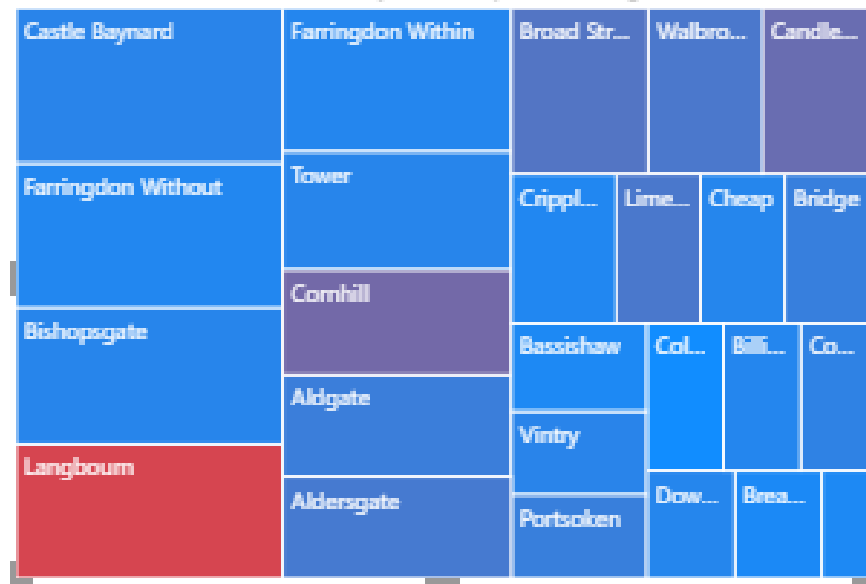 Castle Baynard
Farringdon Without
Bishopsgate
Langbourn
Farringdon Within
Tower
Cornhill
Aldgate
Aldersgate
Broad Str...
Walbro...
Candle...
Crippl...
Lime...
Cheap
Bridge
Bassishaw
Vintry
Portsoken
Col...
Billi...
Co...
Dow...
Brea...